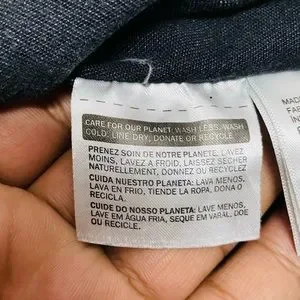 CARE FOR OUR PLANET: WASH LESS, WASH
COLD, LINE DRY, DONATE OR RECYCLE
PRENEZ SOIN DE NOTRE PLANETE, LAVEZ
MOINS, LAVEZ A FROID, LAISSEZ SECHER
NATURELLEMENT, DONNEZ OU RECYCLEZ
CUIDA NUESTRO PLANETA: LAVA MENOS,
LAVA EN FRIO, TIENDE LA ROPA, DONA O
RECICLA.
CUIDE DO NOSSO PLANETA: LAVE MENOS,
LAVE EM ÁGUA FRIA, SEQUE EM VARAL, DOE
OU RECICLE.
MADE